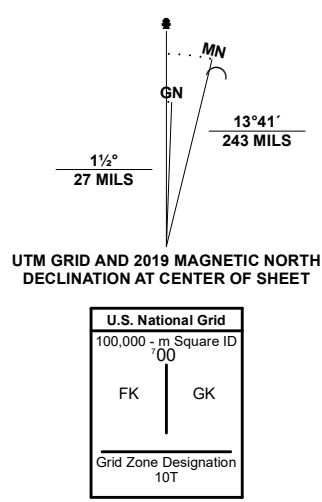 MN
GN
13°41´
243 MILS
1½°
27 MILS
UTM GRID AND 2019 MAGNETIC NORTH
DECLINATION AT CENTER OF SHEET
U.S. National Grid
100,000 - m Square ID
⁷00
FK GK
Grid Zone Designation
10T